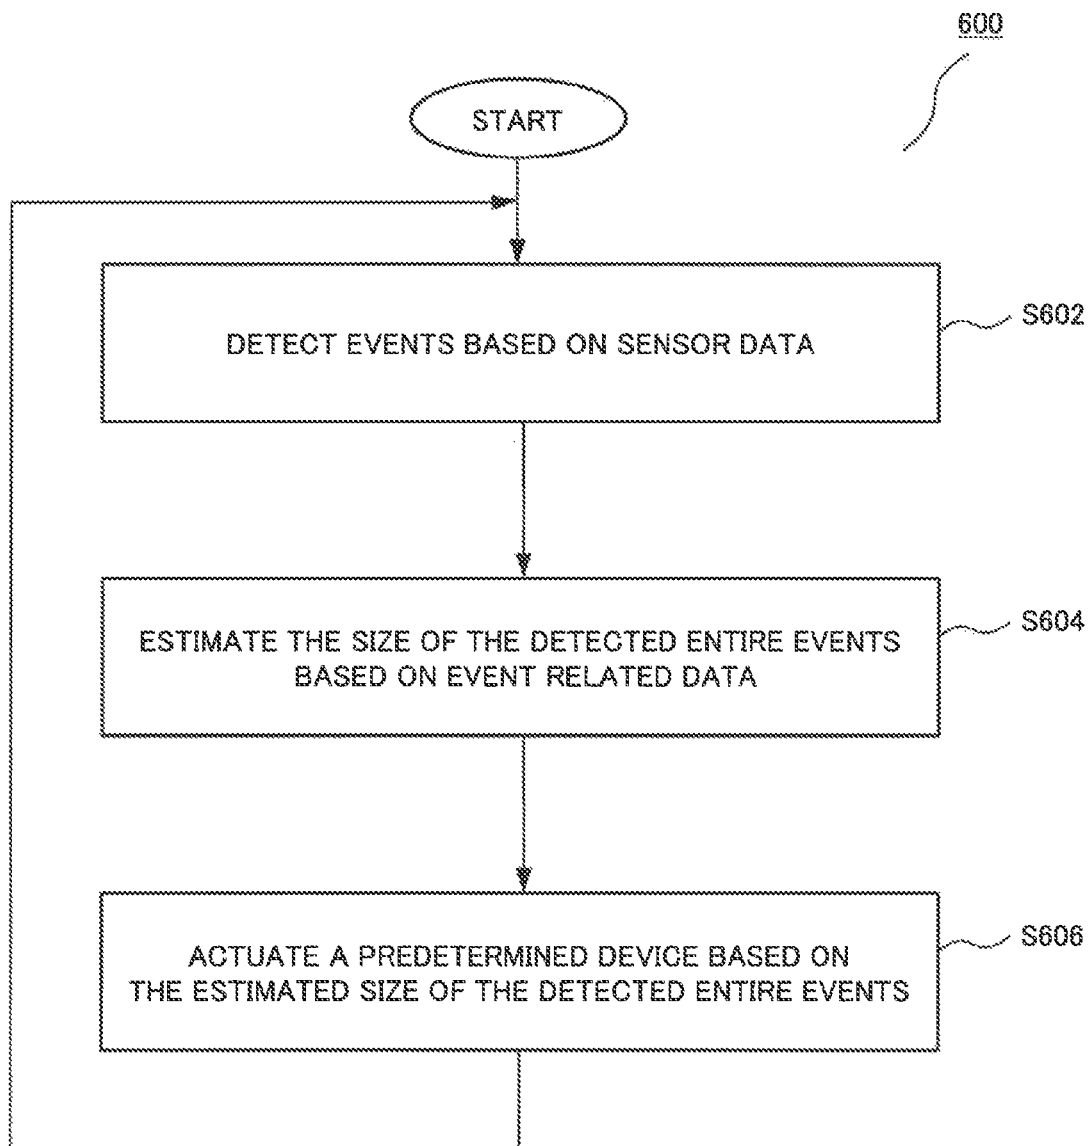 600
START
DETECT EVENTS BASED ON SENSOR DATA
S602
ESTIMATE THE SIZE OF THE DETECTED ENTIRE EVENTS
BASED ON EVENT RELATED DATA
S604
ACTUATE A PREDETERMINED DEVICE BASED ON
THE ESTIMATED SIZE OF THE DETECTED ENTIRE EVENTS
S606